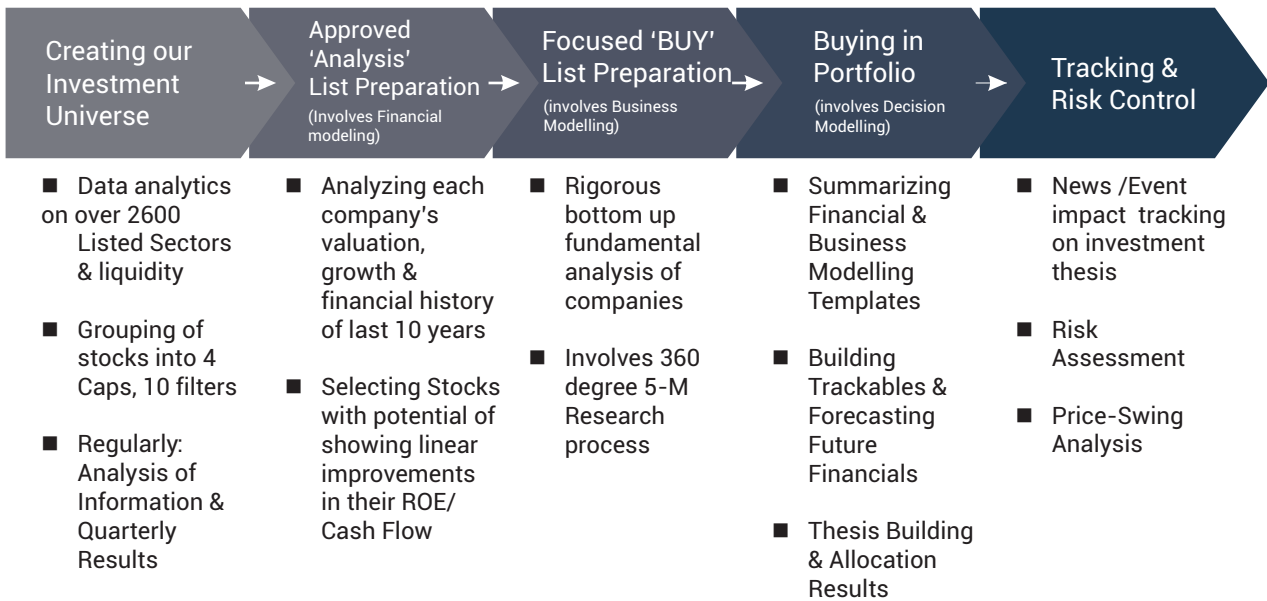 Creating our
Investment
Universe
Approved
‘Analysis’
List Preparation
(Involves Financial
modeling)
Focused ‘BUY’
List Preparation
(involves Business
Modelling)
Buying in
Portfolio
(involves Decision
Modelling)
Tracking &
Risk Control
■ Data analytics
on over 2600
Listed Sectors
& liquidity
■ Grouping of
stocks into 4
Caps, 10 filters
■ Regularly:
Analysis of
Information &
Quarterly
Results
■ Analyzing each
company's
valuation,
growth &
financial history
of last 10 years
■ Selecting Stocks
with potential of
showing linear
improvements
in their ROE/
Cash Flow
■ Rigorous
bottom up
fundamental
analysis of
companies
■ Involves 360
degree 5-M
Research
process
■ Summarizing
Financial &
Business
Modelling
Templates
■ Building
Trackables &
Forecasting
Future
Financials
■ Thesis Building
& Allocation
Results
■ News /Event
impact tracking
on investment
thesis
■ Risk
Assessment
■ Price-Swing
Analysis